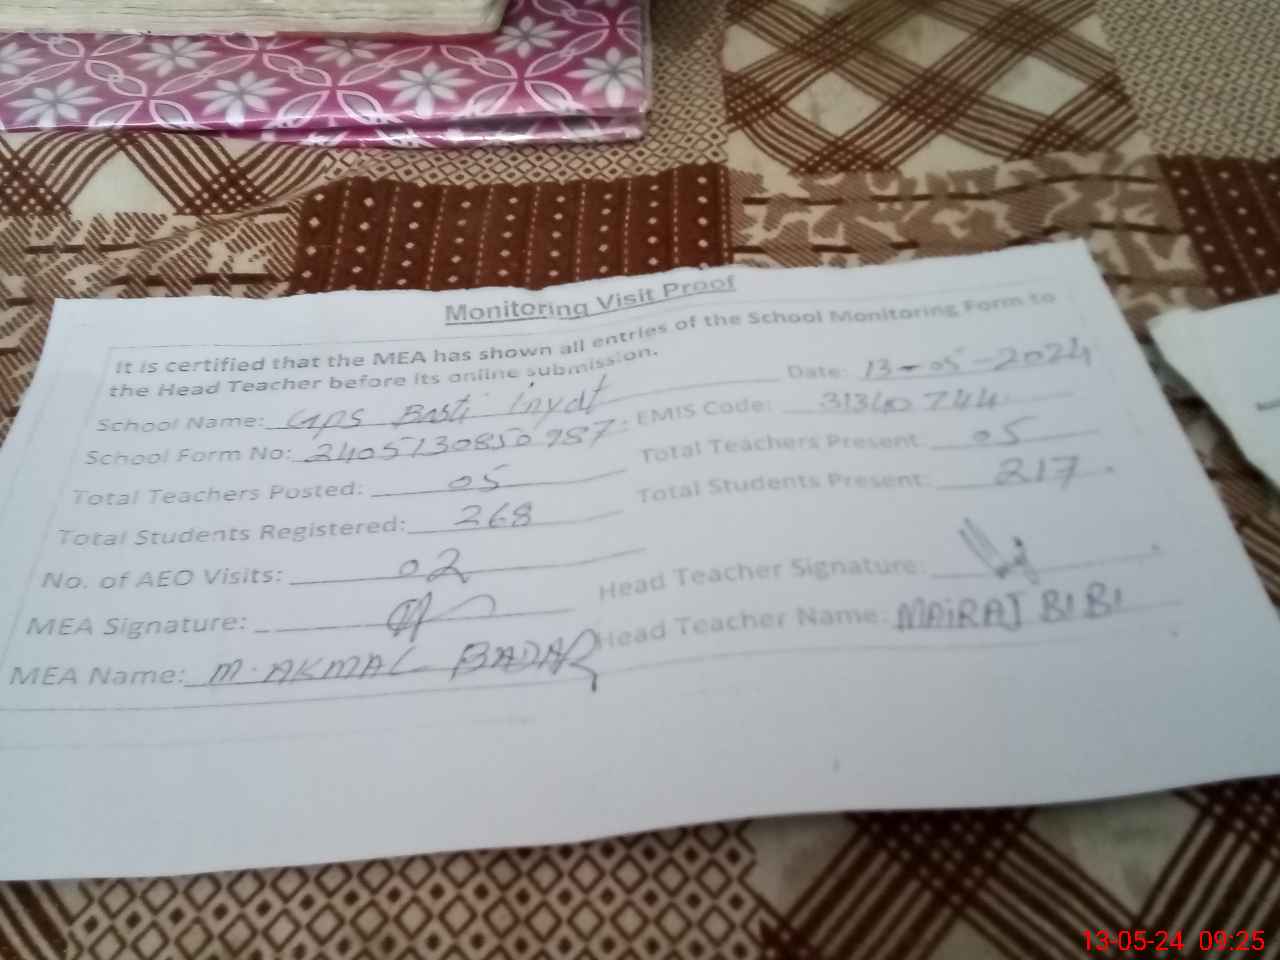 Monitoring Visit Proof
It is certified that the MEA has shown all entries of the School Monitoring Form to
the Head Teacher before its online submission.
Date: 13-05-2024
School Name: GPS Basti Inyat
EMIS Code: 31340744
School Form No: 2405130850987
Total Teachers Present: 05
Total Teachers Posted: 05
Total Students Present: 217
Total Students Registered: 268
No. of AEO Visits: 02
Head Teacher Signature:
MEA Signature:
Head Teacher Name: MAIRAJ BIBI
MEA Name: M. AKMAL BADAR
13-05-24 09:25